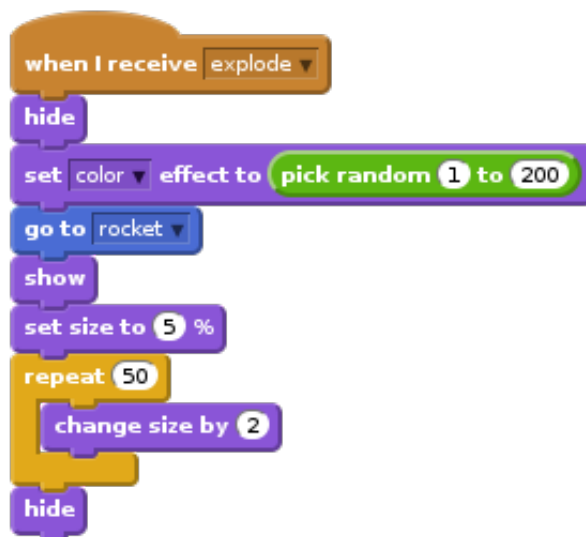 when I receive explode
hide
set color effect to pick random 1 to 200
go to rocket
show
set size to 5 %
repeat 50
change size by 2
hide